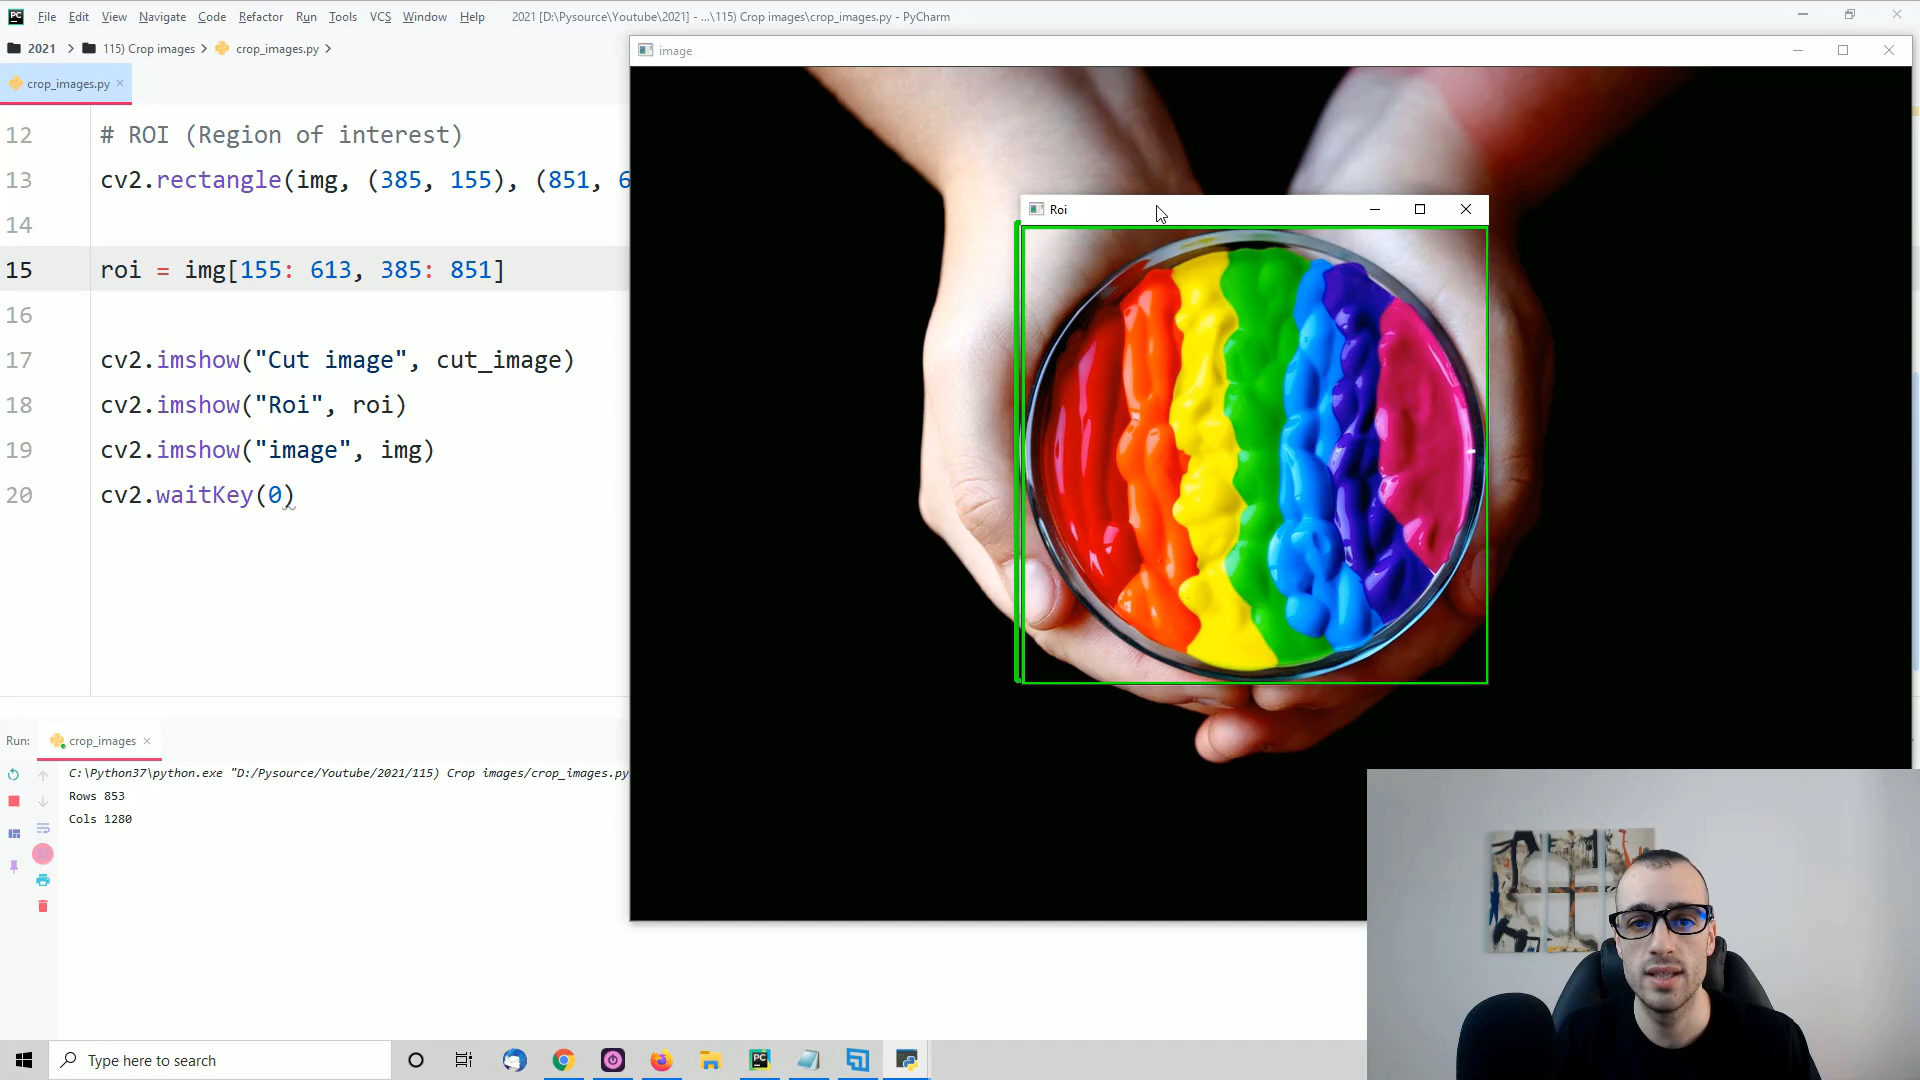 File Edit View Navigate Code Refactor Run Tools VCS Window Help 2021 [D:\Pysource\Youtube\2021] - ...\115) Crop images\crop_images.py - PyCharm
2021 115) Crop images crop_images.py
crop_images.py
image
12 # ROI (Region of interest)
13 cv2.rectangle(img, (385, 155), (851, 6
14
15 roi = img[155: 613, 385: 851]
16
17 cv2.imshow("Cut image", cut_image)
18 cv2.imshow("Roi", roi)
19 cv2.imshow("image", img)
20 cv2.waitKey(0)
Roi
Run: crop_images
C:\Python37\python.exe "D:/Pysource/Youtube/2021/115) Crop images/crop_images.py
Rows 853
Cols 1280
Type here to search